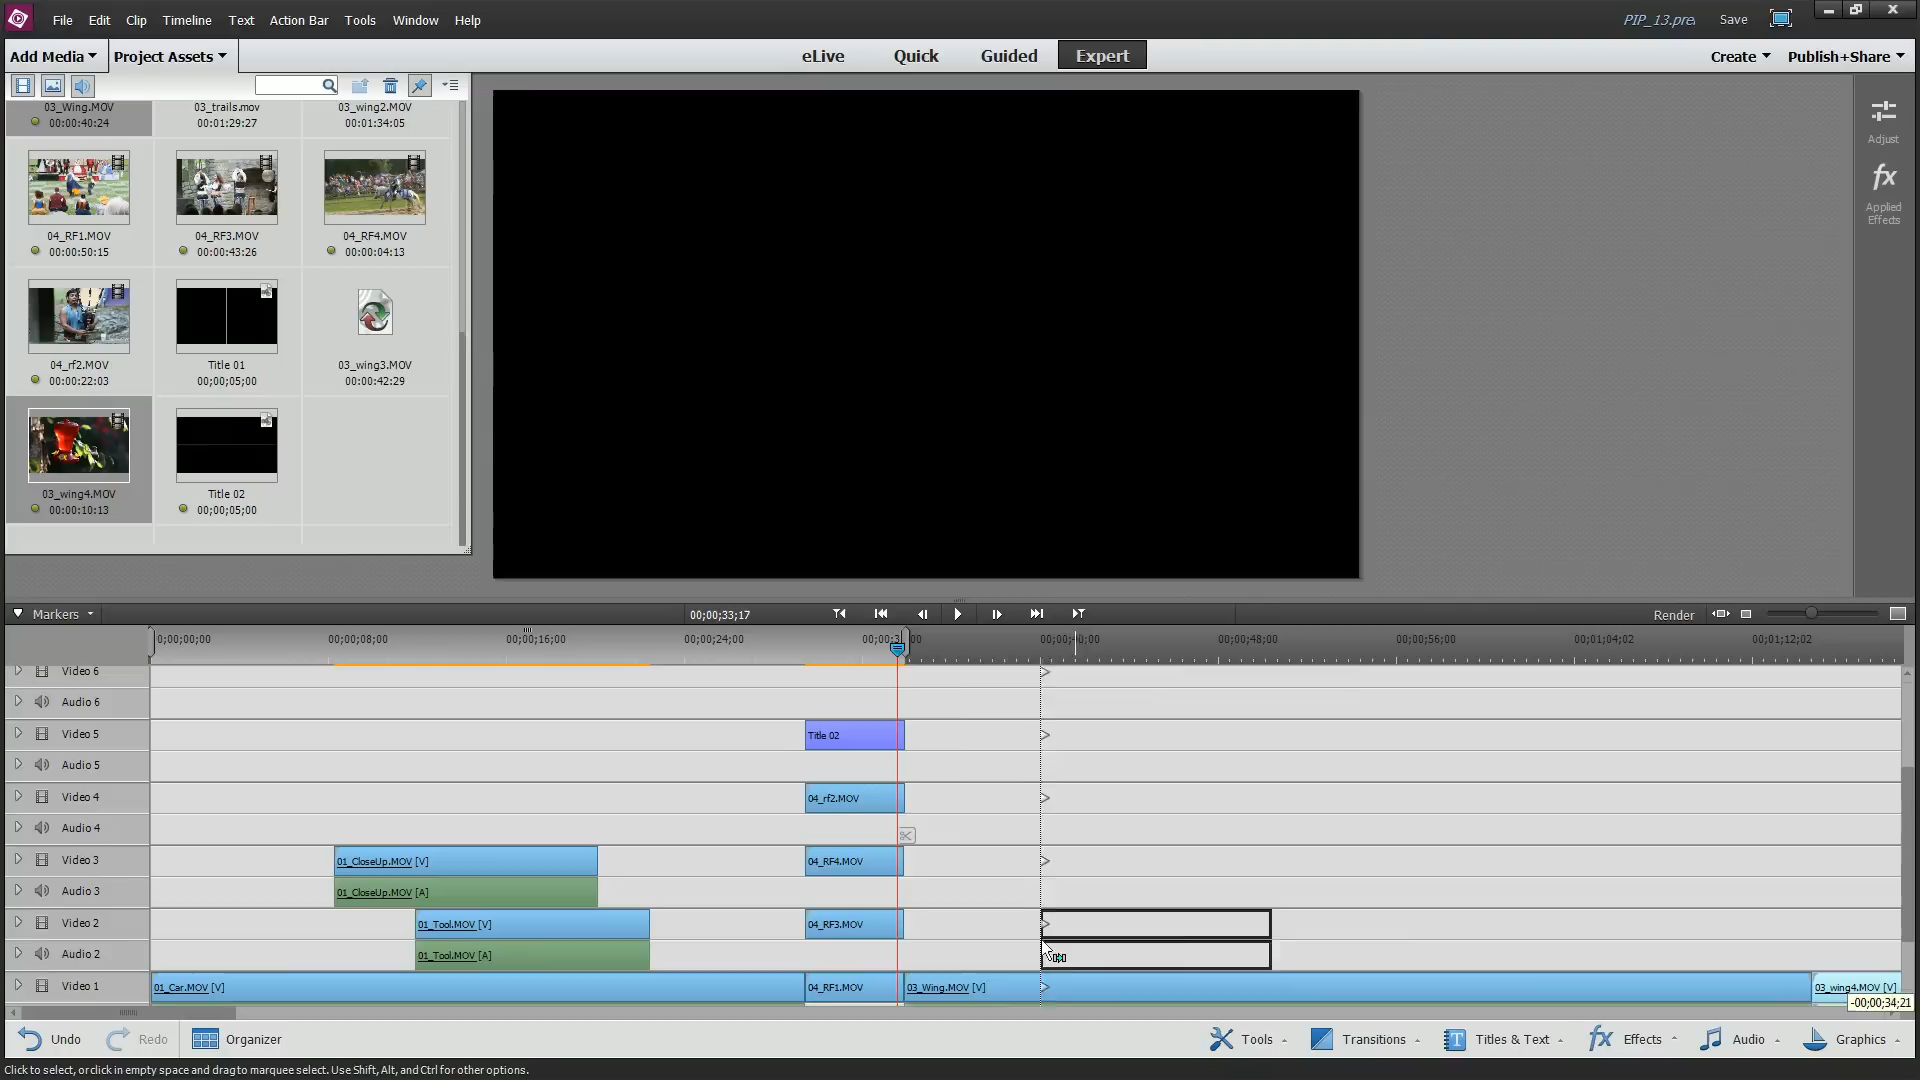 File Edit Clip Timeline Text Action Bar Tools Window Help PIP_13.prel Save
Add Media Project Assets eLive Quick Guided Expert Create Publish+Share
03_Wing.MOV 03_trails.mov 03_wing2.MOV
00:00:40:24 00:01:29:27 00:01:34:05
Adjust
fx
Applied
Effects
04_RF1.MOV 04_RF3.MOV 04_RF4.MOV
00:00:50:15 00:00:43:26 00:00:04:13
04_rf2.MOV Title 01 03_wing3.MOV
00:00:22:03 00;00;05;00 00:00:42:29
03_wing4.MOV Title 02
00:00:10:13 00;00;05;00
Markers 00;00;33;17 Render
0;00;00;00 00;00;08;00 00;00;16;00 00;00;24;00 00;00;40;00 00;00;48;00 00;00;56;00 00;01;04;02 00;01;12;02
Video 6
Audio 6
Video 5 Title 02
Audio 5
Video 4 04_rf2.MOV
Audio 4
Video 3 01_CloseUp.MOV [V] 04_RF4.MOV
Audio 3 01_CloseUp.MOV [A]
Video 2 01_Tool.MOV [V] 04_RF3.MOV
Audio 2 01_Tool.MOV [A]
Video 1 01_Car.MOV [V] 04_RF1.MOV 03_Wing.MOV [V] 03_wing4.MOV [V]
-00;00;34;21
Undo Redo Organizer Tools Transitions T Titles & Text fx Effects Audio Graphics
Click to select, or click in empty space and drag to marquee select. Use Shift, Alt, and Ctrl for other options.